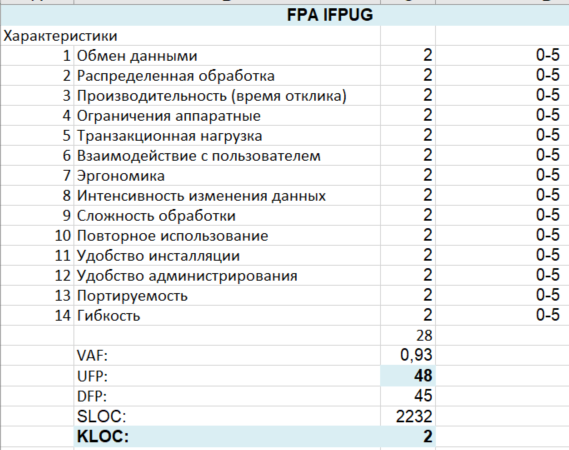 FPA IFPUG
Характеристики
1 Обмен данными 2 0-5
2 Распределенная обработка 2 0-5
3 Производительность (время отклика) 2 0-5
4 Ограничения аппаратные 2 0-5
5 Транзакционная нагрузка 2 0-5
6 Взаимодействие с пользователем 2 0-5
7 Эргономика 2 0-5
8 Интенсивность изменения данных 2 0-5
9 Сложность обработки 2 0-5
10 Повторное использование 2 0-5
11 Удобство инсталляции 2 0-5
12 Удобство администрирования 2 0-5
13 Портируемость 2 0-5
14 Гибкость 2 0-5
28
VAF: 0,93
UFP: 48
DFP: 45
SLOC: 2232
KLOC: 2